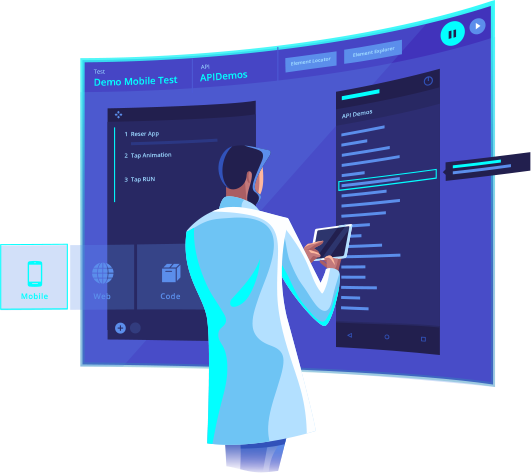 Test
Demo Mobile Test
API
APIDemos
Element Locator
Element Explorer
1 Reser App
2 Tap Animation
3 Tap RUN
API Demos
Mobile
Web
Code